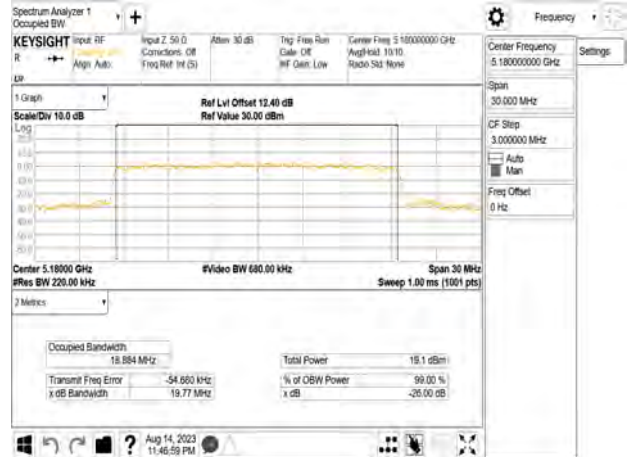 Spectrum Analyzer 1
Occupied BW
Frequency
KEYSIGHT
Input: RF
Input Z: 50 Ω
Atten: 30 dB
Trig: Free Run
Center Freq: 5.180000000 GHz
R
Corrections: Off
Gate: Off
Avg|Hold: 10/10
Align: Auto
Freq Ref: Int (S)
#IF Gain: Low
Radio Std: None
1 Graph
Ref Lvl Offset 12.40 dB
Scale/Div 10.0 dB
Ref Value 30.00 dBm
Log
Center 5.18000 GHz
#Video BW 680.00 kHz
Span 30 MHz
#Res BW 220.00 kHz
Sweep 1.00 ms (1001 pts)
2 Metrics
Occupied Bandwidth
18.884 MHz
Total Power
19.1 dBm
Transmit Freq Error
-54.660 kHz
% of OBW Power
99.00 %
x dB Bandwidth
19.77 MHz
x dB
-26.00 dB
Aug 14, 2023
11:46:59 PM
Center Frequency
5.180000000 GHz
Settings
Span
30.000 MHz
CF Step
3.000000 MHz
Auto
Man
Freq Offset
0 Hz